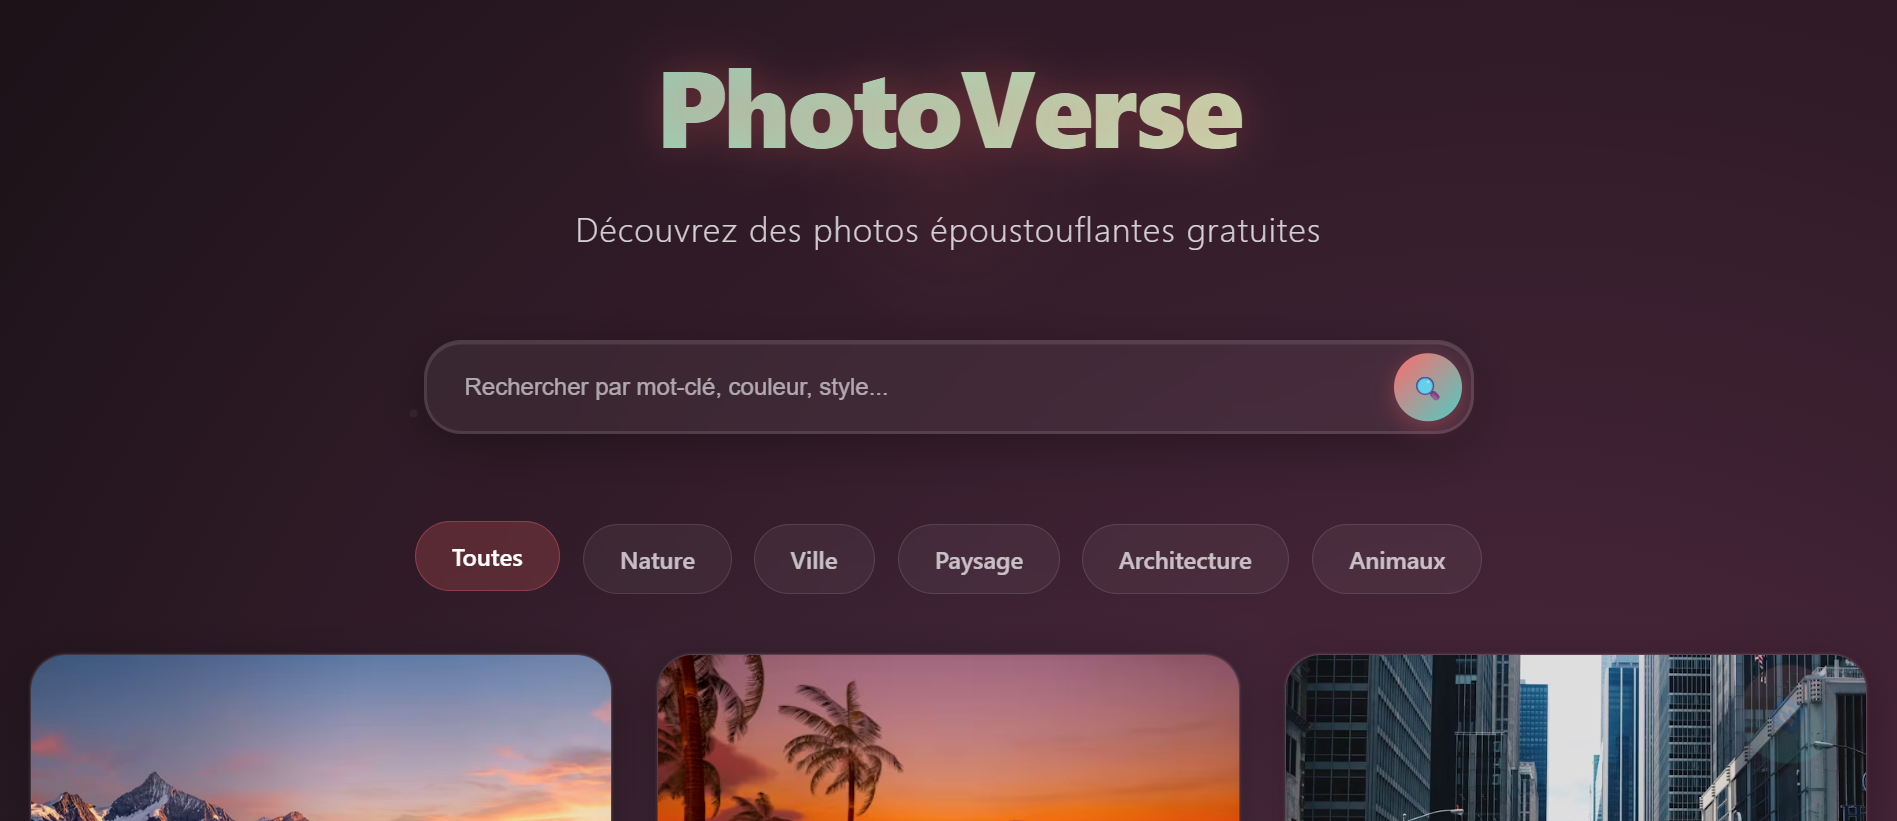 PhotoVerse
Découvrez des photos époustouflantes gratuites
Rechercher par mot-clé, couleur, style...
Toutes
Nature
Ville
Paysage
Architecture
Animaux